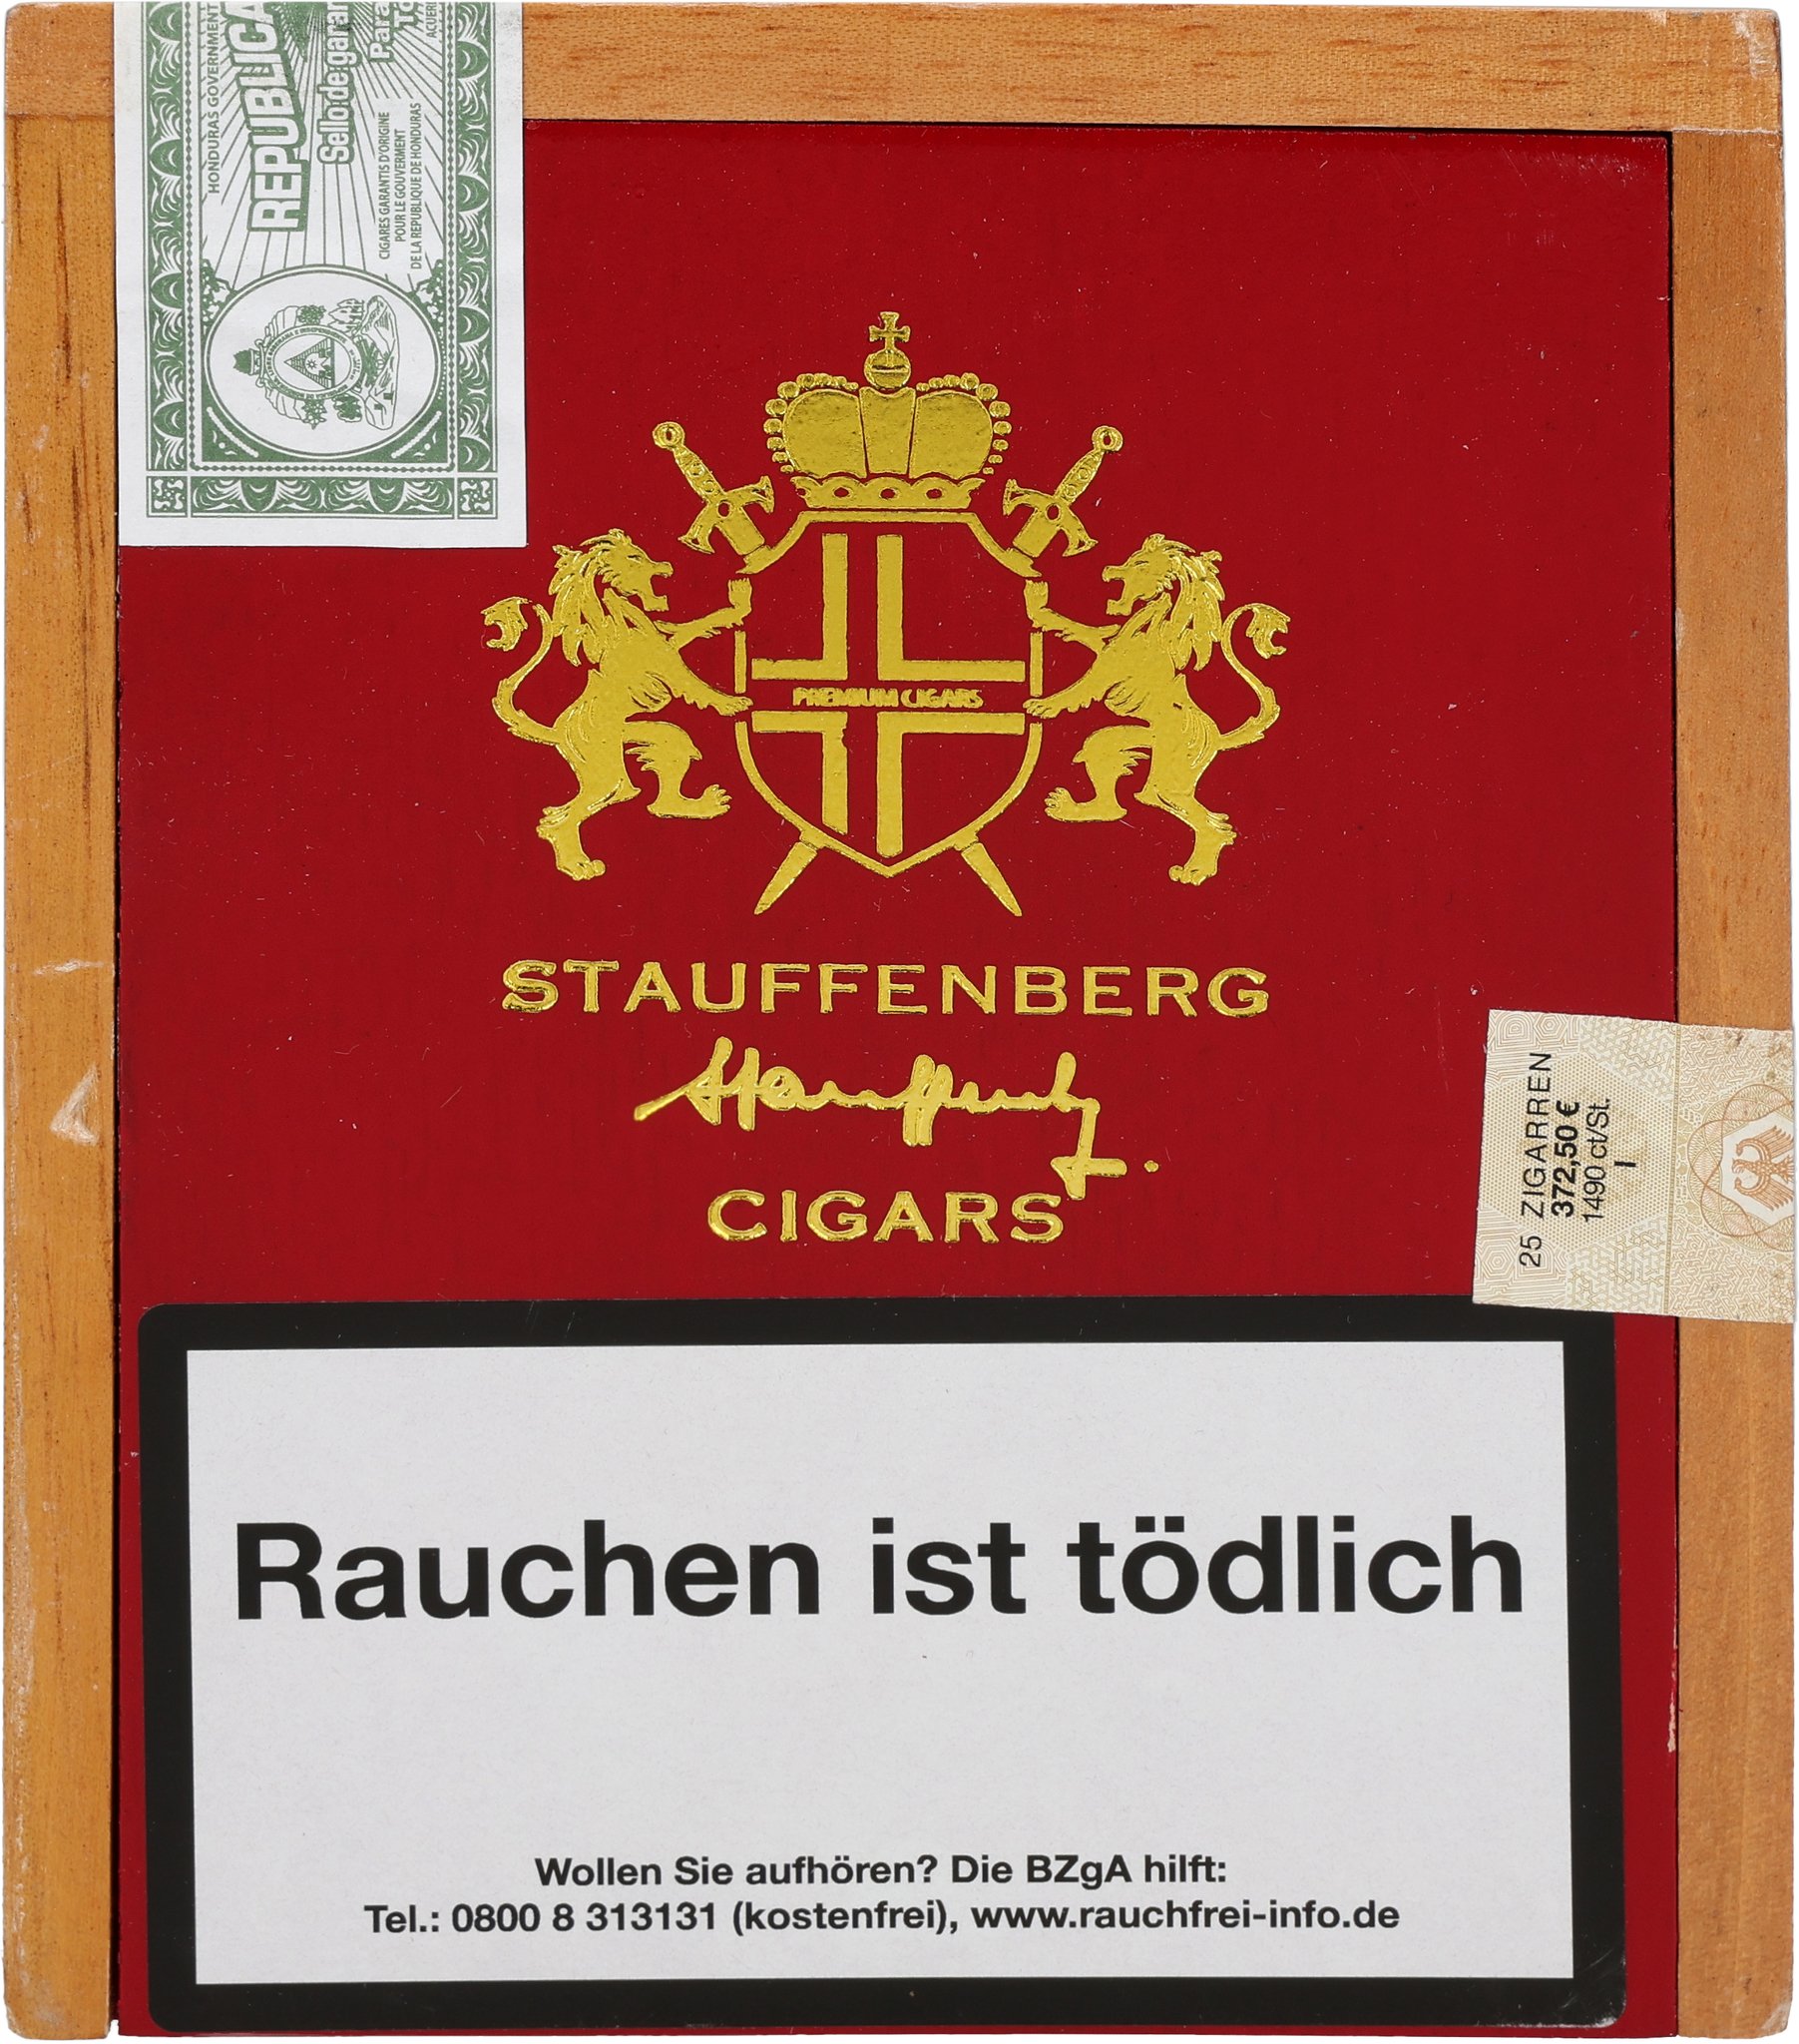 HONDURAS GOVERNMENT
REPUBLICA
Sello de garan
Para
CIGARES GARANTIS D'ORIGINE
POUR LE GOUVERMENT
DE LA REPUBLIQUE DE HONDURAS
PREMIUM CIGARS
STAUFFENBERG
CIGARS
25 ZIGARREN
372,50 €
1490 ct/St.
I
Rauchen ist tödlich
Wollen Sie aufhören? Die BZgA hilft:
Tel.: 0800 8 313131 (kostenfrei), www.rauchfrei-info.de